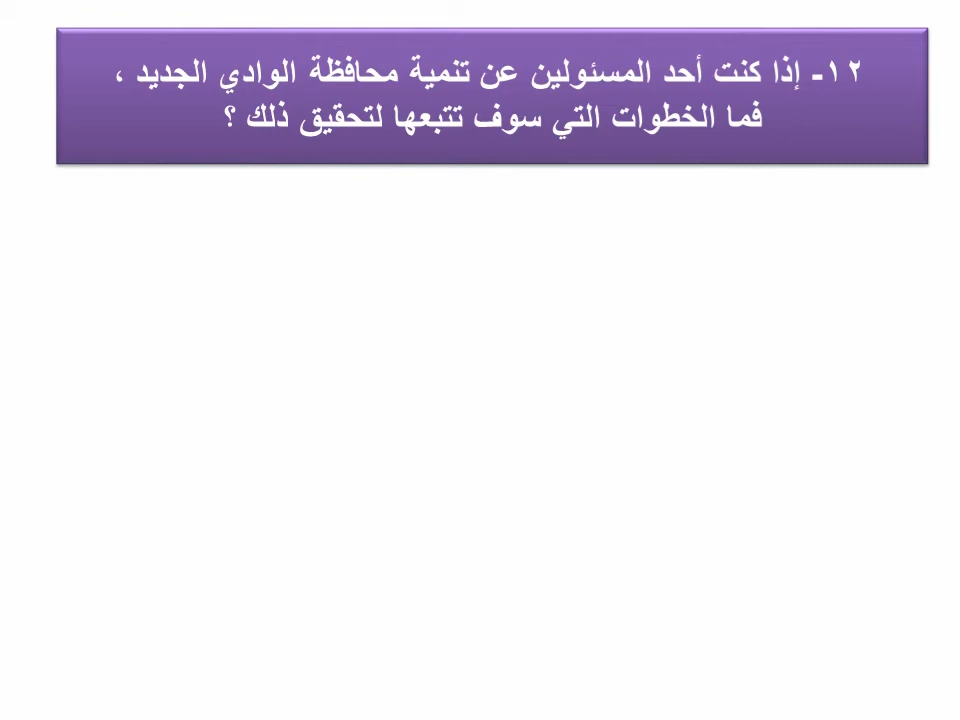 ١٢- إذا كنت أحد المسئولين عن تنمية محافظة الوادي الجديد ،
فما الخطوات التي سوف تتبعها لتحقيق ذلك ؟